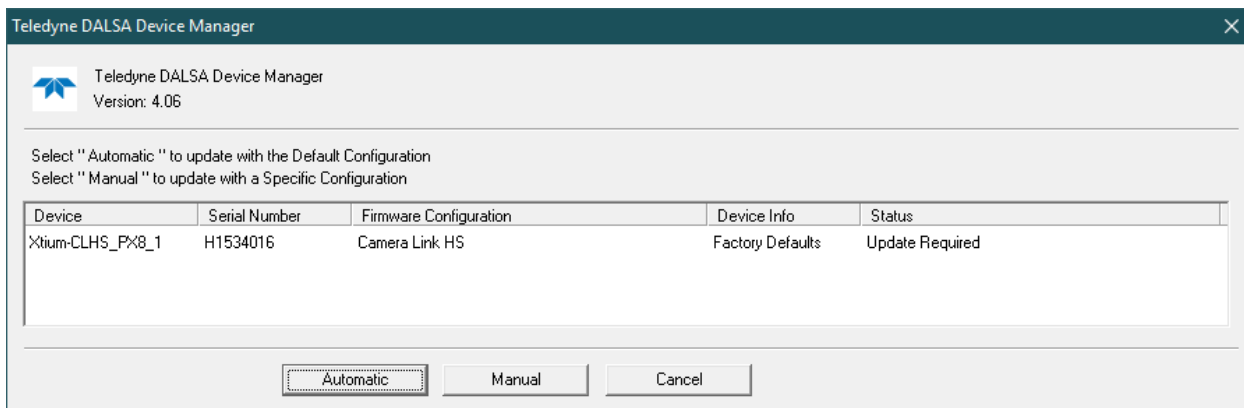 Teledyne DALSA Device Manager
Teledyne DALSA Device Manager
Version: 4.06
Select "Automatic" to update with the Default Configuration
Select "Manual" to update with a Specific Configuration
Device Serial Number Firmware Configuration Device Info Status
Xtium-CLHS_PX8_1 H1534016 Camera Link HS Factory Defaults Update Required
Automatic Manual Cancel